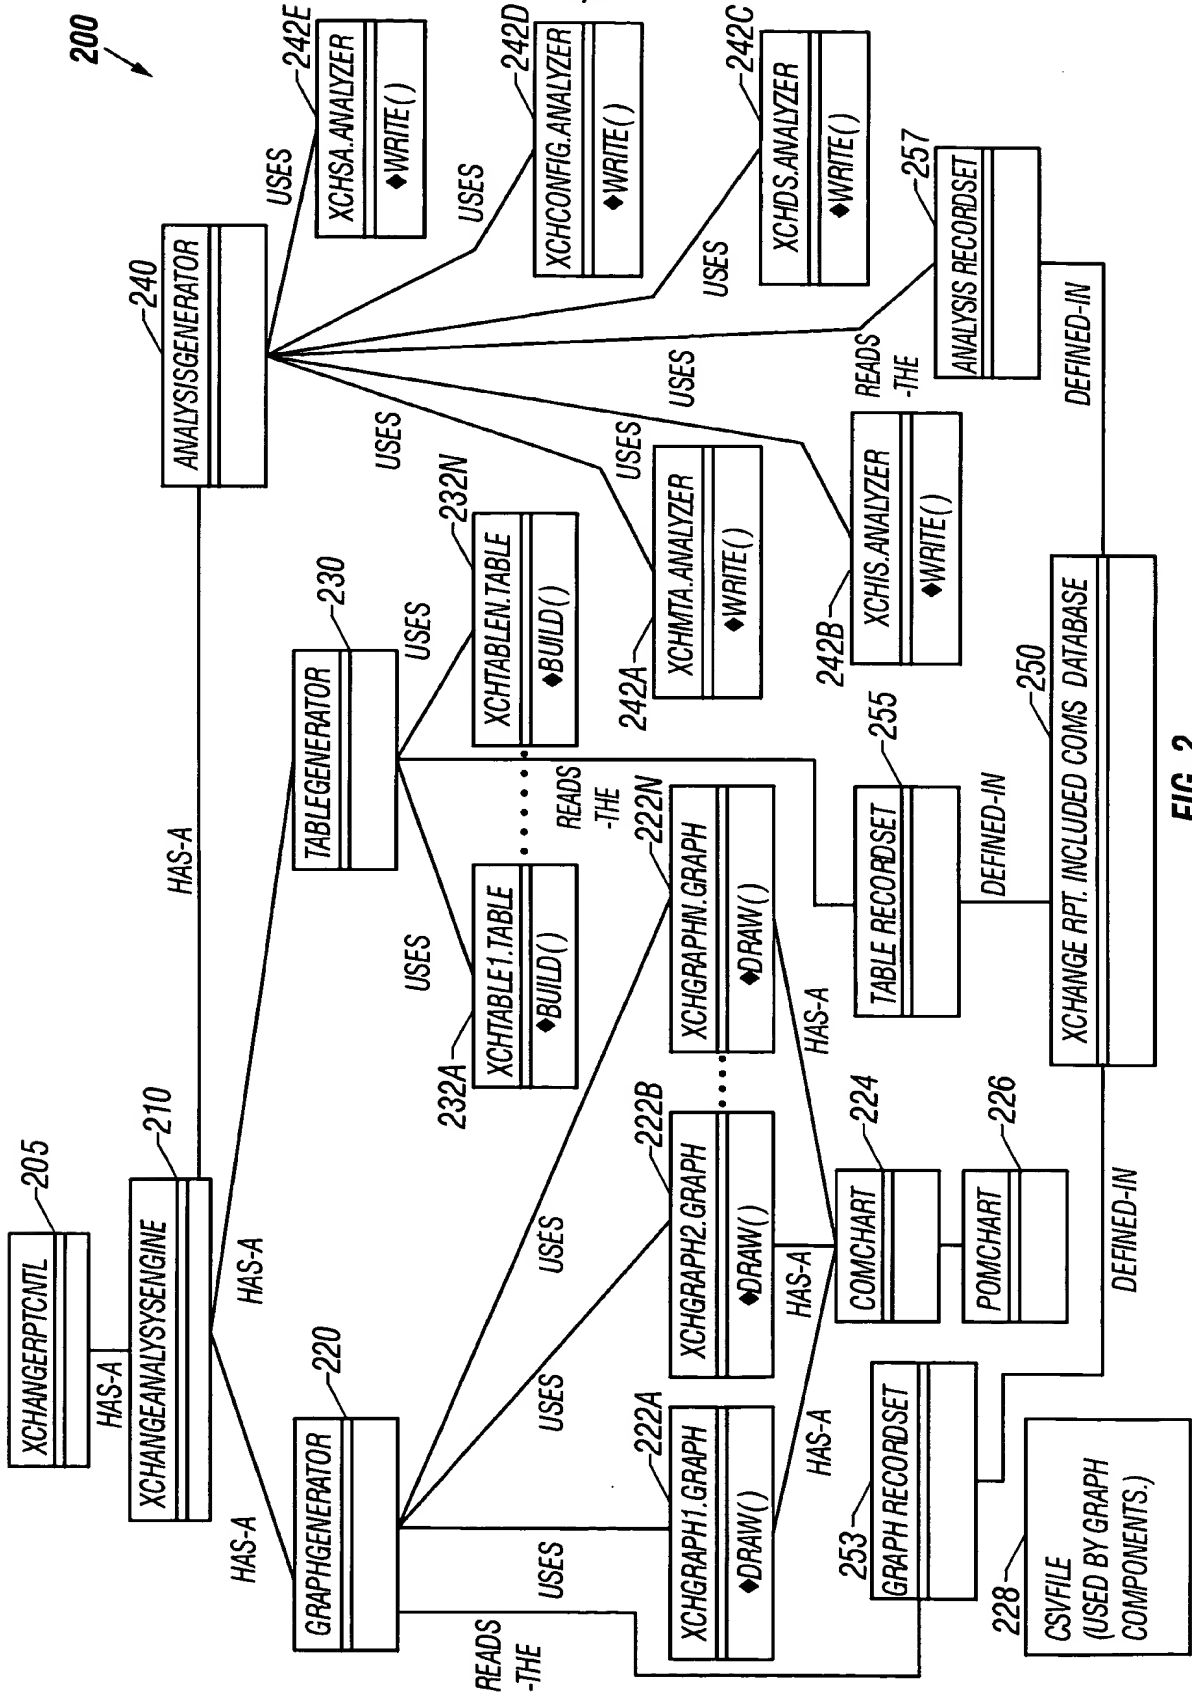 200
XCHANGERPTCNTL
205
HAS-A
XCHANGEANALYSYSENGINE
210
HAS-A
HAS-A
HAS-A
GRAPHGENERATOR
220
TABLEGENERATOR
230
ANALYSISGENERATOR
240
READS
-THE
USES
USES
USES
USES
USES
XCHTABLE1.TABLE
◆BUILD()
232A
XCHTABLEN.TABLE
◆BUILD()
232N
READS
-THE
USES
USES
USES
USES
USES
READS
-THE
XCHSA.ANALYZER
◆WRITE()
242E
XCHCONFIG.ANALYZER
◆WRITE()
242D
XCHDS.ANALYZER
◆WRITE()
242C
XCHMTA.ANALYZER
◆WRITE()
242A
XCHIS.ANALYZER
◆WRITE()
242B
ANALYSIS RECORDSET
257
XCHGRAPH1.GRAPH
◆DRAW()
222A
XCHGRAPH2.GRAPH
◆DRAW()
222B
XCHGRAPHN.GRAPH
◆DRAW()
222N
HAS-A
HAS-A
HAS-A
COMCHART
224
POMCHART
226
GRAPH RECORDSET
253
TABLE RECORDSET
255
DEFINED-IN
DEFINED-IN
DEFINED-IN
XCHANGE RPT. INCLUDED COMS DATABASE
250
228
CSVFILE
(USED BY GRAPH
COMPONENTS.)
FIG. 2